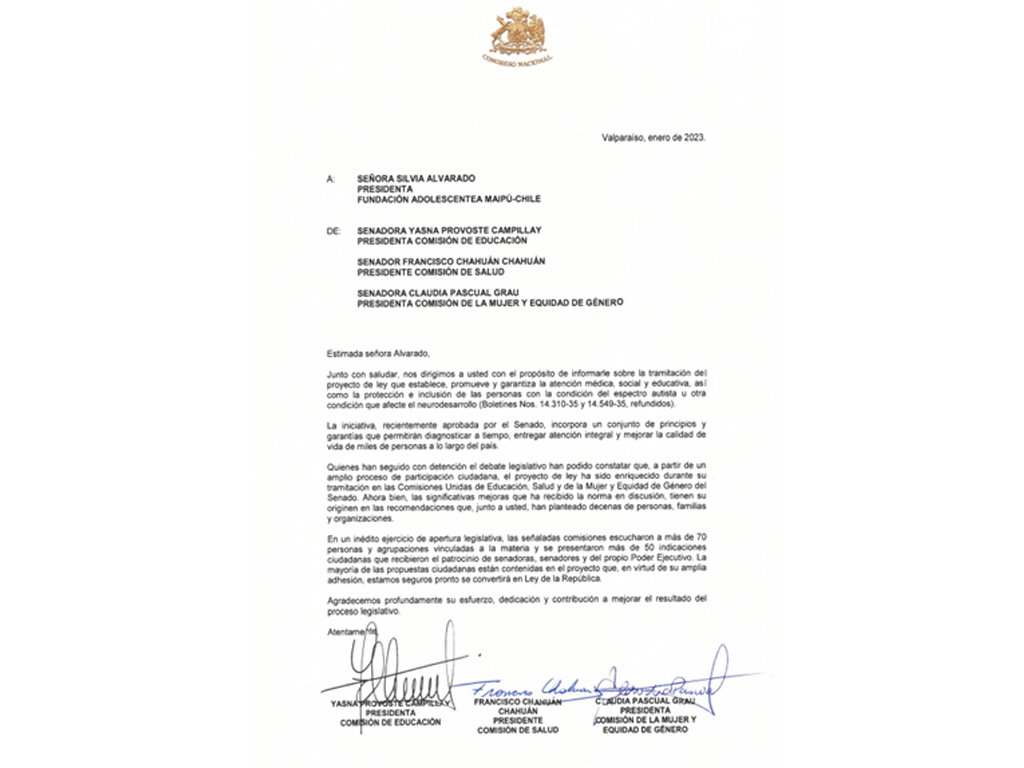 CONGRESO NACIONAL
Valparaíso, enero de 2023.
A: SEÑORA SILVIA ALVARADO
PRESIDENTA
FUNDACIÓN ADOLESCENTEA MAIPÚ-CHILE
DE: SENADORA YASNA PROVOSTE CAMPILLAY
PRESIDENTA COMISIÓN DE EDUCACIÓN
SENADOR FRANCISCO CHAHUÁN CHAHUÁN
PRESIDENTE COMISIÓN DE SALUD
SENADORA CLAUDIA PASCUAL GRAU
PRESIDENTA COMISIÓN DE LA MUJER Y EQUIDAD DE GÉNERO
Estimada señora Alvarado,
Junto con saludar, nos dirigimos a usted con el propósito de informarle sobre la tramitación del
proyecto de ley que establece, promueve y garantiza la atención médica, social y educativa, así
como la protección e inclusión de las personas con la condición del espectro autista u otra
condición que afecte el neurodesarrollo (Boletines Nos. 14.310-35 y 14.549-35, refundidos).
La iniciativa, recientemente aprobada por el Senado, incorpora un conjunto de principios y
garantías que permitirán diagnosticar a tiempo, entregar atención integral y mejorar la calidad de
vida de miles de personas a lo largo del país.
Quienes han seguido con detención el debate legislativo han podido constatar que, a partir de un
amplio proceso de participación ciudadana, el proyecto de ley ha sido enriquecido durante su
tramitación en las Comisiones Unidas de Educación, Salud y de la Mujer y Equidad de Género del
Senado. Ahora bien, las significativas mejoras que ha recibido la norma en discusión, tienen su
origen en las recomendaciones que, junto a usted, han planteado decenas de personas, familias
y organizaciones.
En un inédito ejercicio de apertura legislativa, las señaladas comisiones escucharon a más de 70
personas y agrupaciones vinculadas a la materia y se presentaron más de 50 indicaciones
ciudadanas que recibieron el patrocinio de senadoras, senadores y del propio Poder Ejecutivo. La
mayoría de las propuestas ciudadanas están contenidas en el proyecto que, en virtud de su amplia
adhesión, estamos seguros pronto se convertirá en Ley de la República.
Agradecemos profundamente su esfuerzo, dedicación y contribución a mejorar el resultado del
proceso legislativo.
Atentamente,
YASNA PROVOSTE CAMPILLAY
PRESIDENTA
COMISIÓN DE EDUCACIÓN
FRANCISCO CHAHUÁN
CHAHUÁN
PRESIDENTE
COMISIÓN DE SALUD
CLAUDIA PASCUAL GRAU
PRESIDENTA
COMISIÓN DE LA MUJER Y
EQUIDAD DE GÉNERO